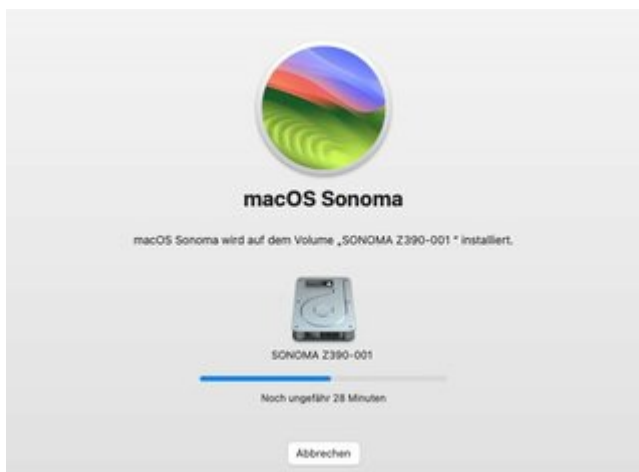 macOS Sonoma
macOS Sonoma wird auf dem Volume „SONOMA Z390-001 “ installiert.
SONOMA Z390-001
Noch ungefähr 28 Minuten
Abbrechen